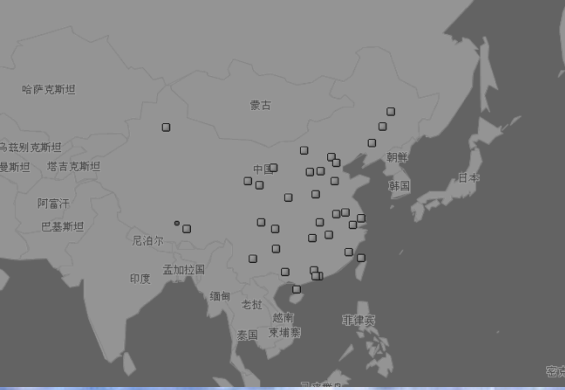 哈萨克斯坦
蒙古
乌兹别克斯坦
曼斯坦
塔吉克斯坦
中国
朝鲜
韩国
日本
阿富汗
巴基斯坦
尼泊尔
印度
孟加拉国
缅甸
老挝
越南
泰国
柬埔寨
菲律宾